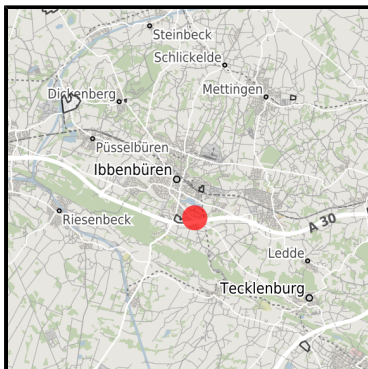 Steinbeck
Schlickelde
Mettingen
Dickenberg
Püsselbüren
Ibbenbüren
Riesenbeck
A 30
Ledde
Tecklenburg